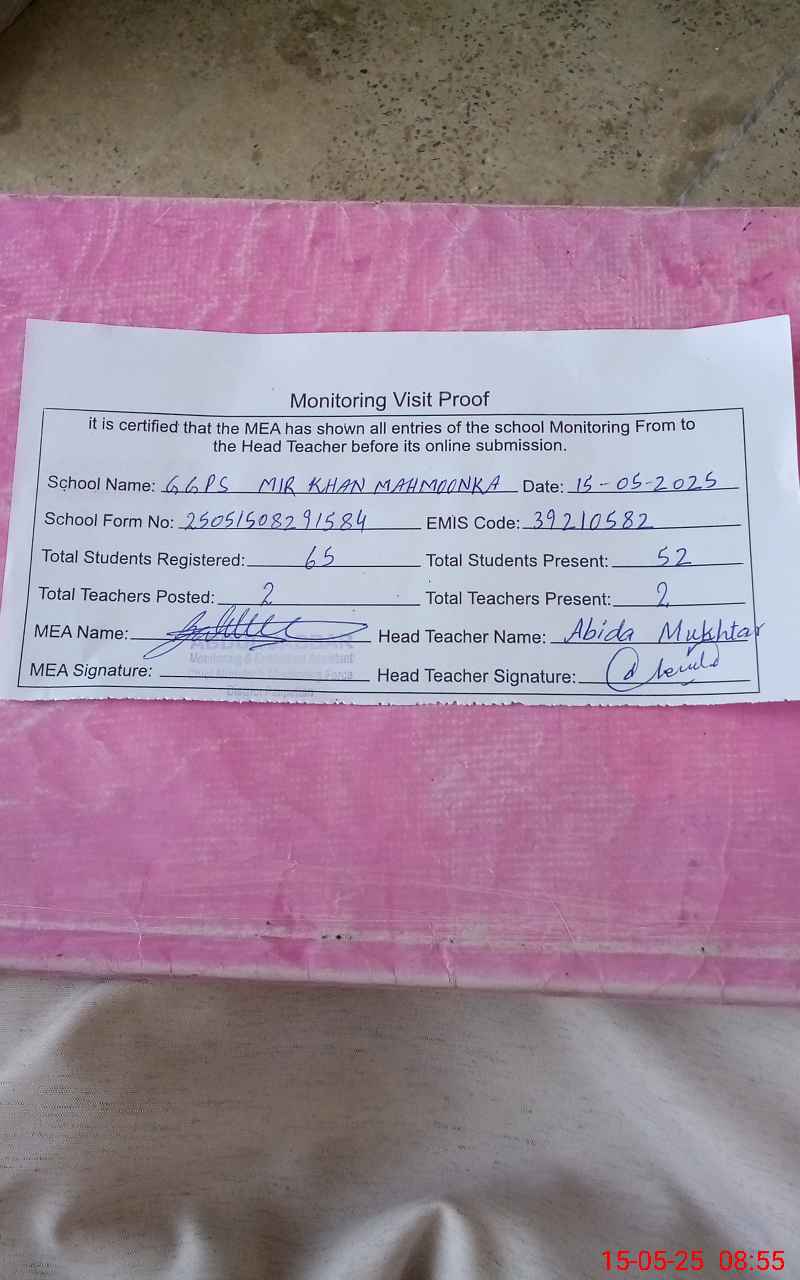 Monitoring Visit Proof
it is certified that the MEA has shown all entries of the school Monitoring From to
the Head Teacher before its online submission.
School Name: GGPS MIR KHAN MAHMOONKA Date: 15-05-2025
School Form No: 25051508291584 EMIS Code: 39210582
Total Students Registered: 65 Total Students Present: 52
Total Teachers Posted: 2 Total Teachers Present: 2
MEA Name: Head Teacher Name: Abida Mukhtar
Monitoring & Evaluation Assistant
MEA Signature: Head Teacher Signature:
15-05-25 08:55